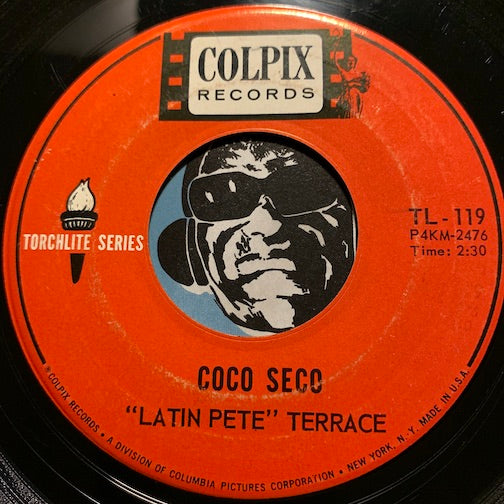 COLPIX
RECORDS
TORCHLITE SERIES
TL-119
P4KM-2476
Time: 2:30
COCO SECO
"LATIN PETE" TERRACE
© COLPIX RECORDS • A DIVISION OF COLUMBIA PICTURES CORPORATION • NEW YORK, N.Y. MADE IN U.S.A.